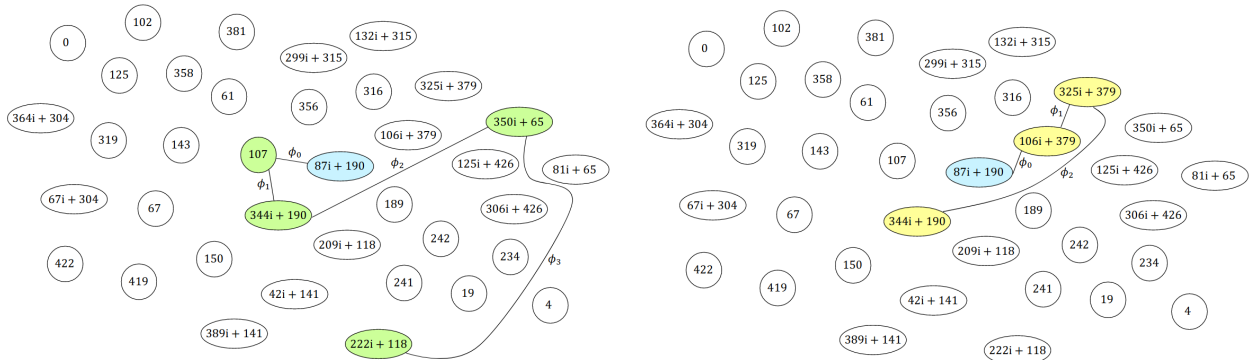 0
102
381
132i + 315
299i + 315
125
358
61
356
316
325i + 379
364i + 304
319
143
107
ϕ₀
87i + 190
ϕ₁
344i + 190
ϕ₂
106i + 379
350i + 65
125i + 426
81i + 65
67i + 304
67
189
306i + 426
209i + 118
242
234
ϕ₃
422
419
150
42i + 141
241
19
4
389i + 141
222i + 118
0
102
381
132i + 315
299i + 315
125
358
61
356
316
325i + 379
ϕ₁
364i + 304
319
143
107
106i + 379
350i + 65
87i + 190
ϕ₀
ϕ₂
125i + 426
81i + 65
67i + 304
67
344i + 190
189
306i + 426
209i + 118
242
234
422
419
150
42i + 141
241
19
4
389i + 141
222i + 118